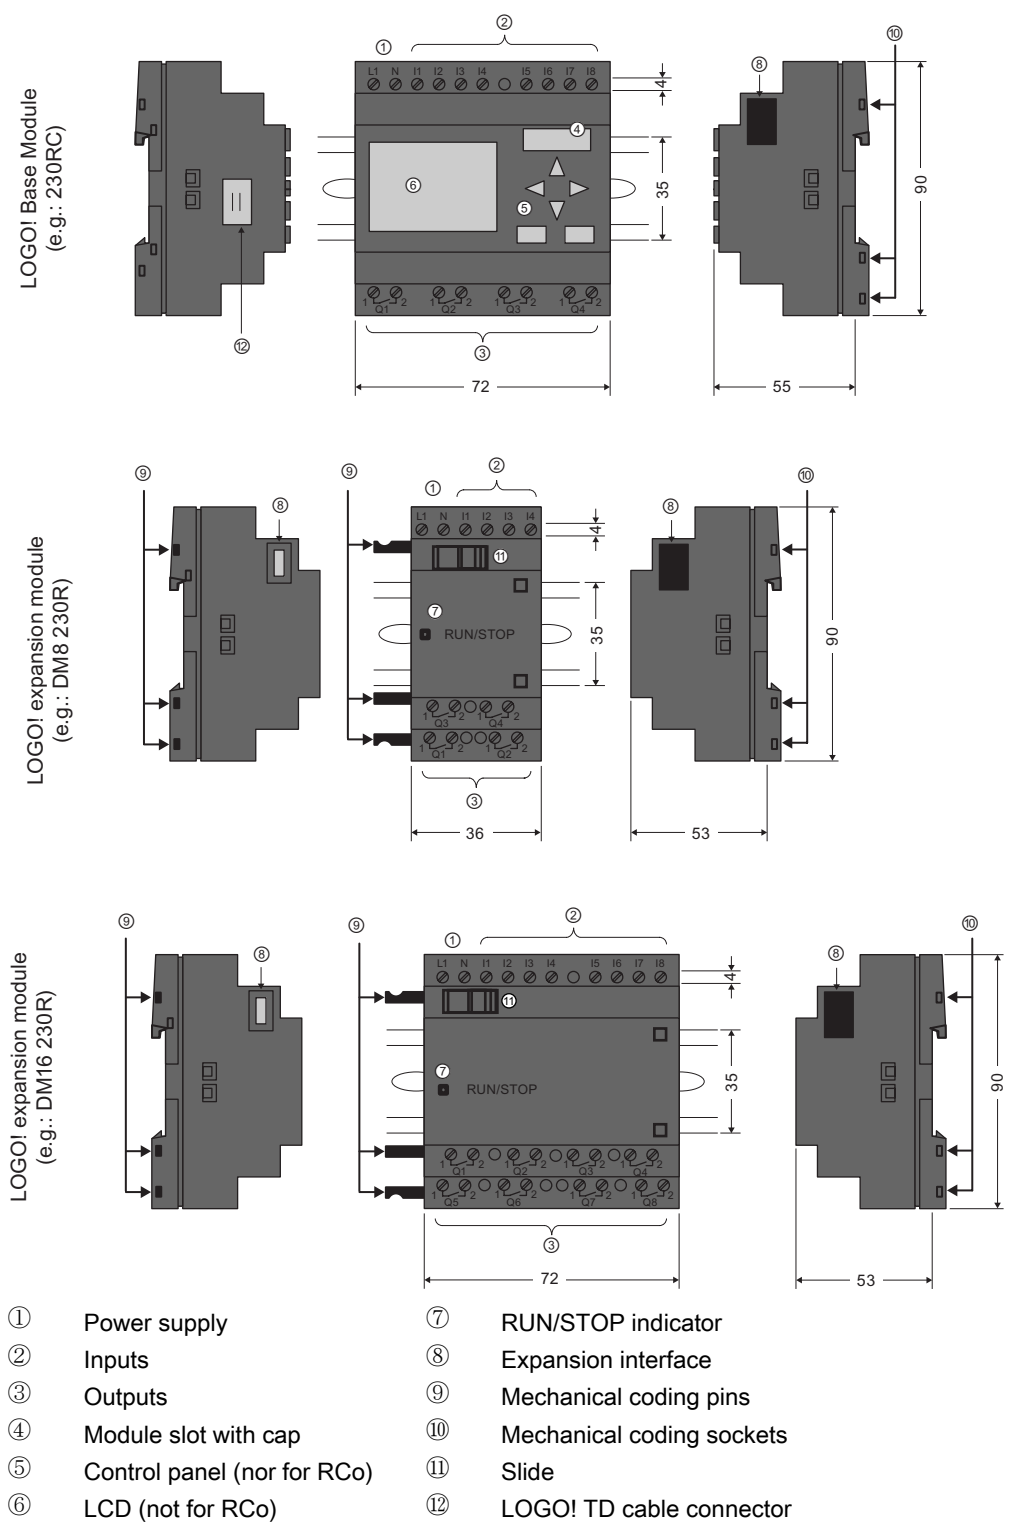 LOGO! Base Module
(e.g.: 230RC)
① ② ⑧ ⑩
L1 N I1 I2 I3 I4 I5 I6 I7 I8
4
④
⑥
⑤
35
90
1 2 1 2 1 2 1 2
Q1 Q2 Q3 Q4
⑫
③
72
55
LOGO! expansion module
(e.g.: DM8 230R)
⑨ ⑧ ⑨ ① ② ⑧ ⑩
L1 N I1 I2 I3 I4
4
⑪
⑦
RUN/STOP
35
90
1 2 1 2
Q3 Q4
1 2 1 2
Q1 Q2
③
36
53
LOGO! expansion module
(e.g.: DM16 230R)
⑨ ⑧ ⑨ ① ② ⑧ ⑩
L1 N I1 I2 I3 I4 I5 I6 I7 I8
4
⑪
⑦
RUN/STOP
35
90
1 2 1 2 1 2 1 2
Q1 Q2 Q3 Q4
1 2 1 2 1 2 1 2
Q5 Q6 Q7 Q8
③
72
53
① Power supply
② Inputs
③ Outputs
④ Module slot with cap
⑤ Control panel (nor for RCo)
⑥ LCD (not for RCo)
⑦ RUN/STOP indicator
⑧ Expansion interface
⑨ Mechanical coding pins
⑩ Mechanical coding sockets
⑪ Slide
⑫ LOGO! TD cable connector